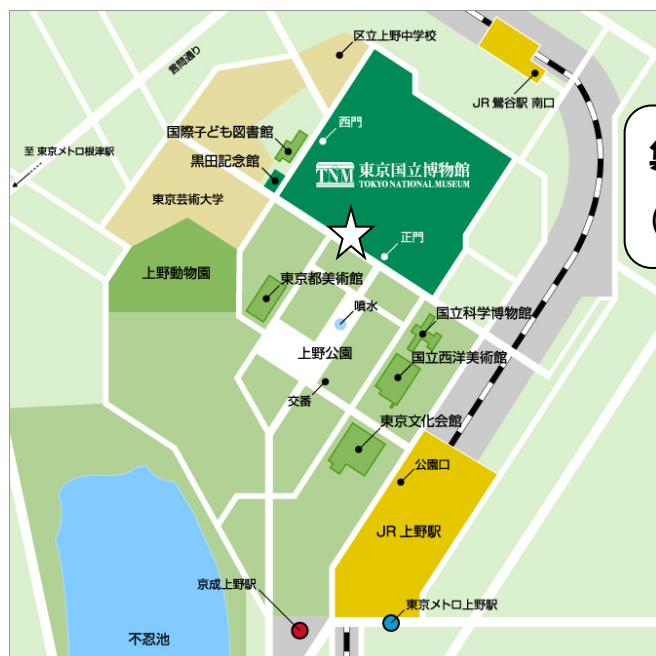 区立上野中学校
言問通り
JR 鶯谷駅 南口
西門
国際子ども図書館
至 東京メトロ根津駅
黒田記念館
TNM 東京国立博物館
TOKYO NATIONAL MUSEUM
東京芸術大学
正門
上野動物園
東京都美術館
噴水
国立科学博物館
上野公園
国立西洋美術館
交番
東京文化会館
公園口
JR 上野駅
京成上野駅
東京メトロ上野駅
不忍池